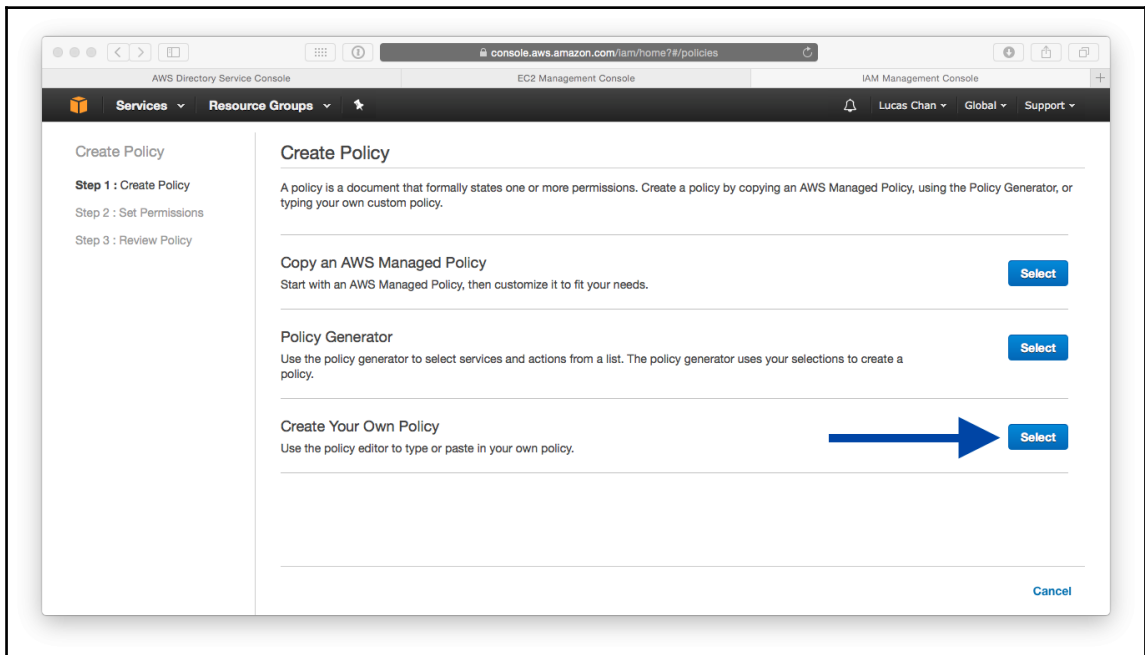 console.aws.amazon.com/iam/home?#/policies
AWS Directory Service Console
EC2 Management Console
IAM Management Console
Services
Resource Groups
Lucas Chan
Global
Support
Create Policy
Step 1 : Create Policy
Step 2 : Set Permissions
Step 3 : Review Policy
Create Policy
A policy is a document that formally states one or more permissions. Create a policy by copying an AWS Managed Policy, using the Policy Generator, or
typing your own custom policy.
Copy an AWS Managed Policy
Start with an AWS Managed Policy, then customize it to fit your needs.
Select
Policy Generator
Use the policy generator to select services and actions from a list. The policy generator uses your selections to create a
policy.
Select
Create Your Own Policy
Use the policy editor to type or paste in your own policy.
Select
Cancel